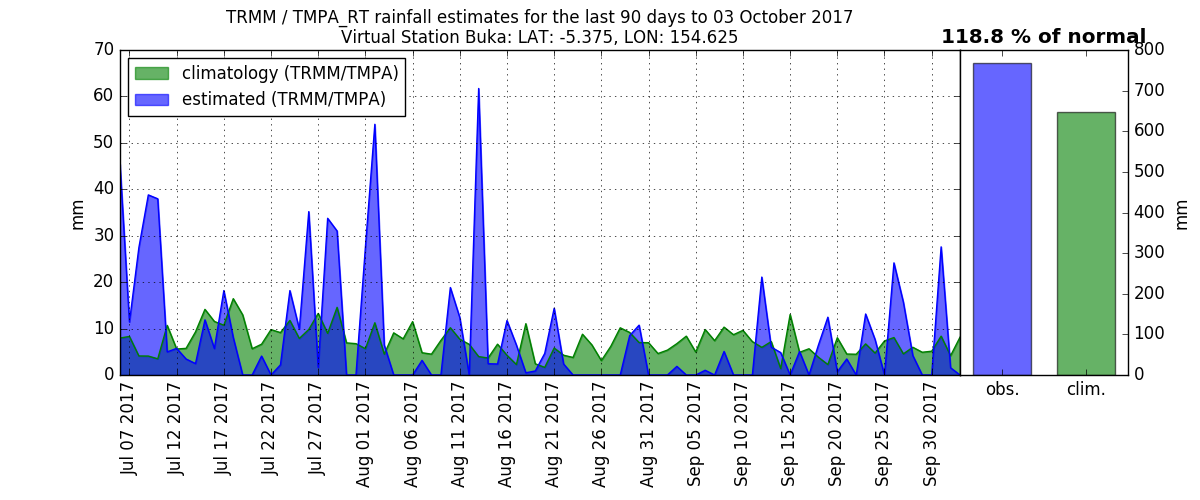 TRMM / TMPA_RT rainfall estimates for the last 90 days to 03 October 2017
Virtual Station Buka: LAT: -5.375, LON: 154.625
118.8 % of normal
climatology (TRMM/TMPA)
estimated (TRMM/TMPA)
70
60
50
40
30
20
10
0
mm
Jul 07 2017
Jul 12 2017
Jul 17 2017
Jul 22 2017
Jul 27 2017
Aug 01 2017
Aug 06 2017
Aug 11 2017
Aug 16 2017
Aug 21 2017
Aug 26 2017
Aug 31 2017
Sep 05 2017
Sep 10 2017
Sep 15 2017
Sep 20 2017
Sep 25 2017
Sep 30 2017
obs.
clim.
800
700
600
500
400
300
200
100
0
mm